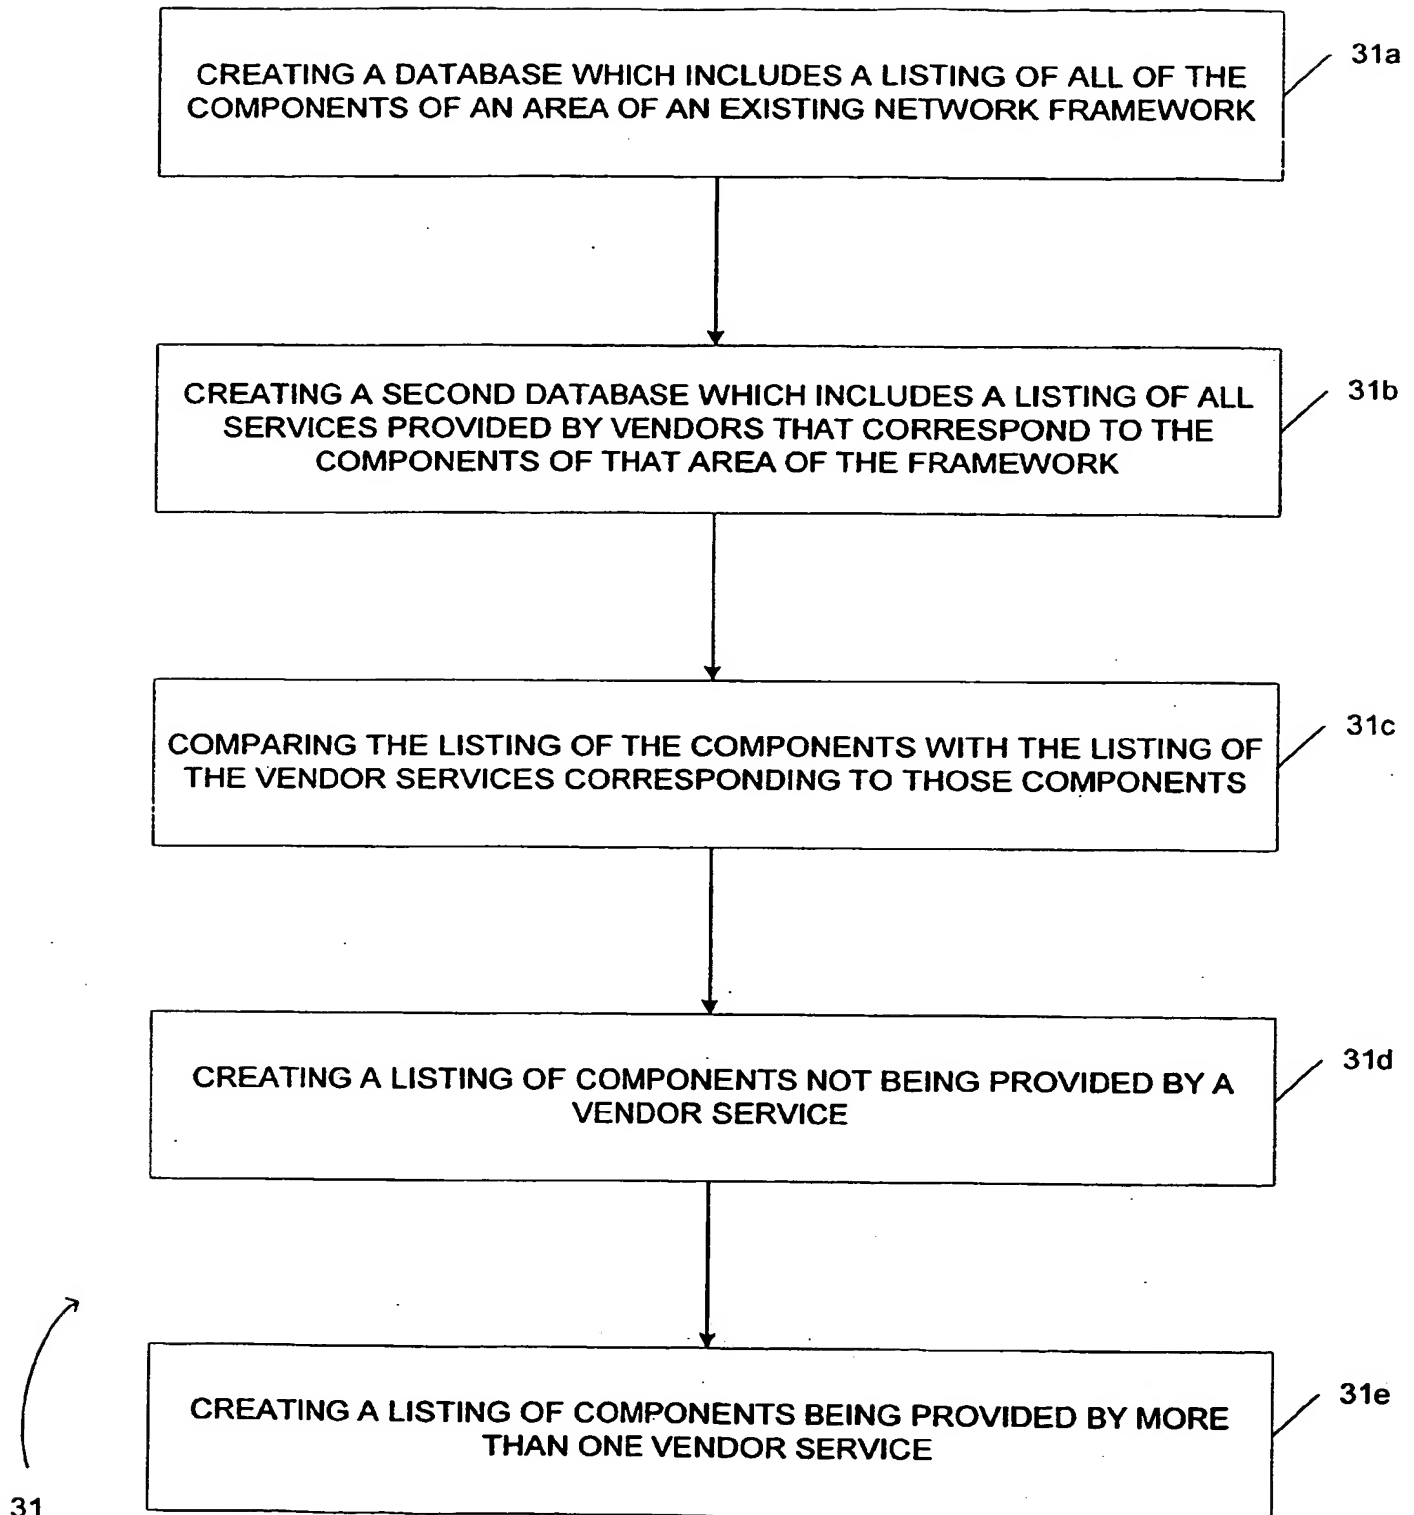 CREATING A DATABASE WHICH INCLUDES A LISTING OF ALL OF THE
COMPONENTS OF AN AREA OF AN EXISTING NETWORK FRAMEWORK
31a
CREATING A SECOND DATABASE WHICH INCLUDES A LISTING OF ALL
SERVICES PROVIDED BY VENDORS THAT CORRESPOND TO THE
COMPONENTS OF THAT AREA OF THE FRAMEWORK
31b
COMPARING THE LISTING OF THE COMPONENTS WITH THE LISTING OF
THE VENDOR SERVICES CORRESPONDING TO THOSE COMPONENTS
31c
CREATING A LISTING OF COMPONENTS NOT BEING PROVIDED BY A
VENDOR SERVICE
31d
CREATING A LISTING OF COMPONENTS BEING PROVIDED BY MORE
THAN ONE VENDOR SERVICE
31e
31